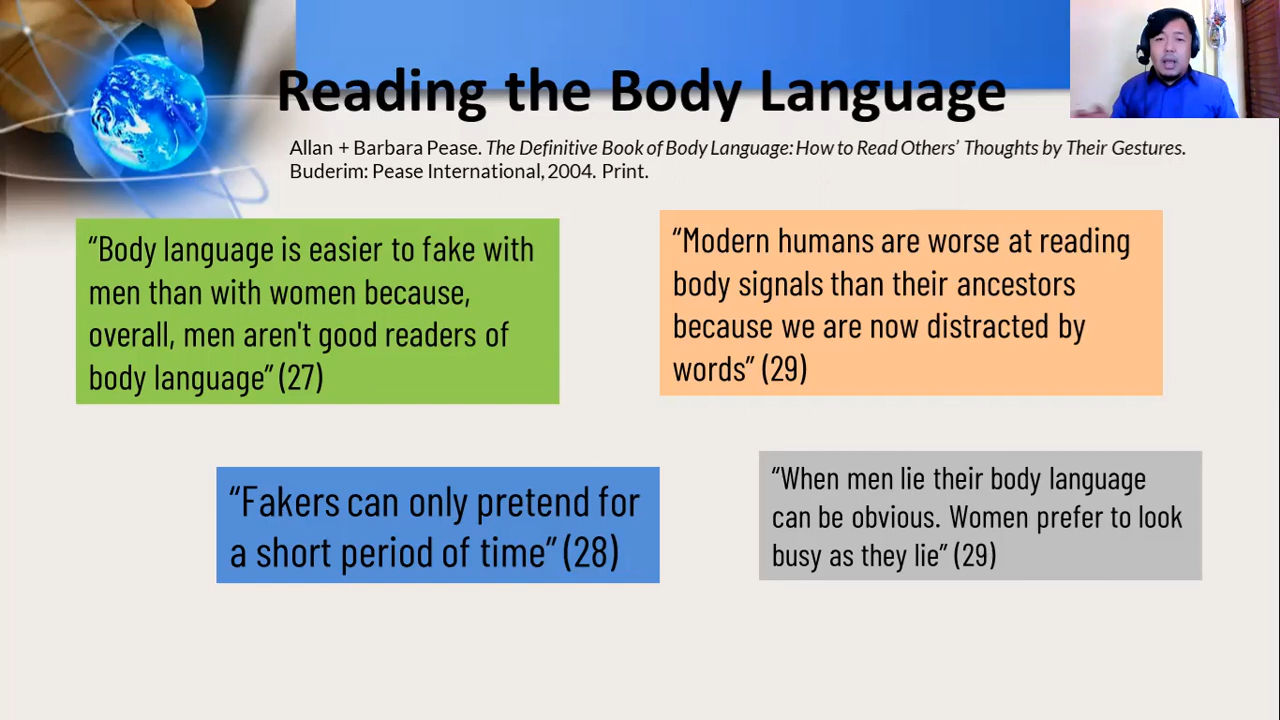 Reading the Body Language
Allan + Barbara Pease. The Definitive Book of Body Language: How to Read Others’ Thoughts by Their Gestures.
Buderim: Pease International, 2004. Print.
“Body language is easier to fake with
men than with women because,
overall, men aren't good readers of
body language” (27)
“Modern humans are worse at reading
body signals than their ancestors
because we are now distracted by
words” (29)
“Fakers can only pretend for
a short period of time” (28)
“When men lie their body language
can be obvious. Women prefer to look
busy as they lie” (29)